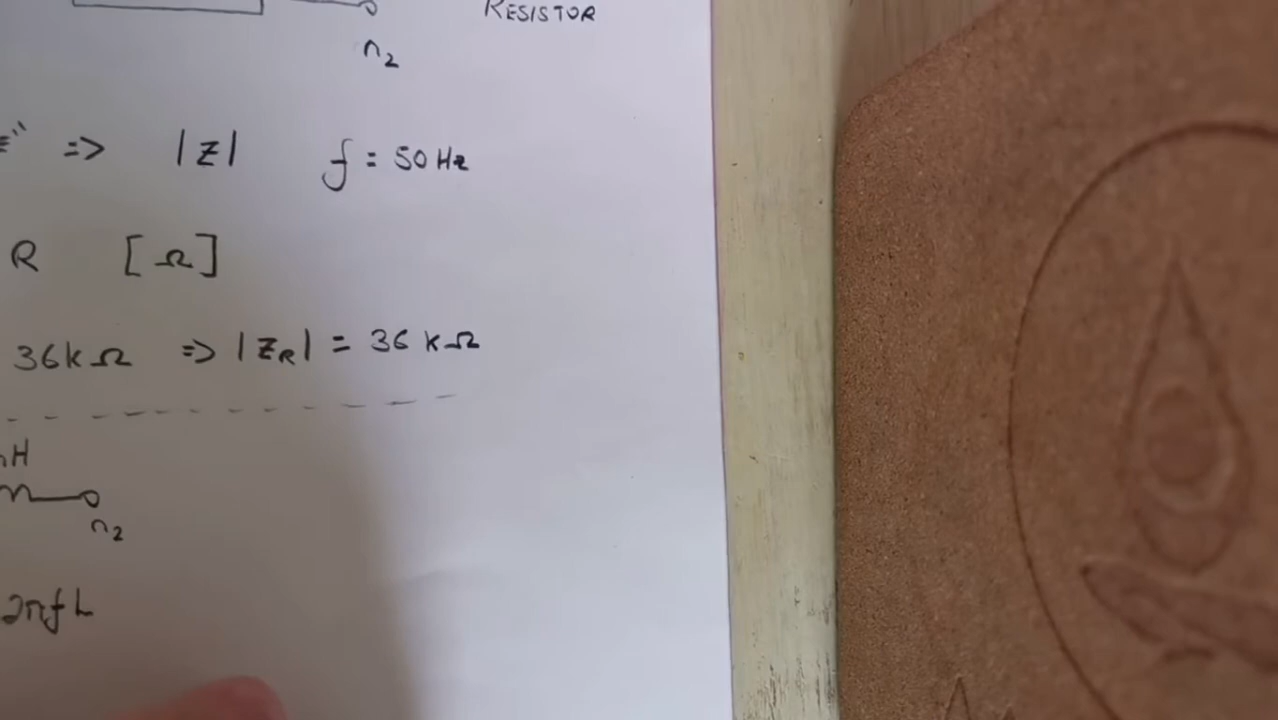 RESISTOR
n2
=> |Z| f = 50 Hz
R [Ω]
36kΩ => |ZR| = 36 kΩ
H
n2
2πfL